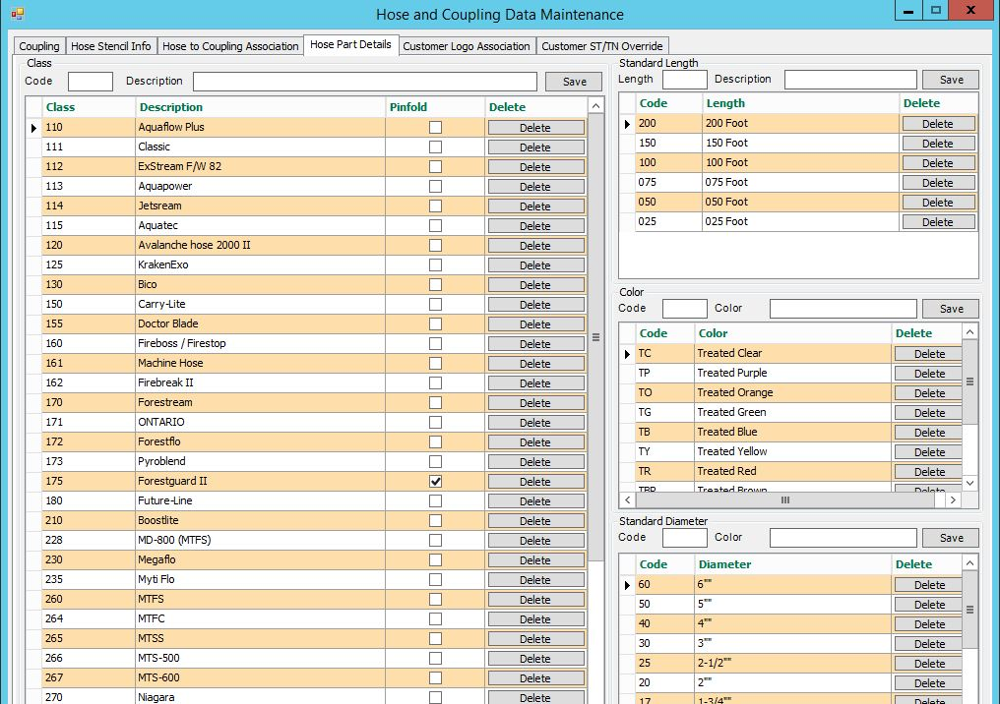 Hose and Coupling Data Maintenance
x
Coupling Hose Stencil Info Hose to Coupling Association Hose Part Details Customer Logo Association Customer ST/TN Override
Class
Code Description Save
Class Description Pinfold Delete
110 Aquaflow Plus Delete
111 Classic Delete
112 ExStream F/W 82 Delete
113 Aquapower Delete
114 Jetsream Delete
115 Aquatec Delete
120 Avalanche hose 2000 II Delete
125 KrakenExo Delete
130 Bico Delete
150 Carry-Lite Delete
155 Doctor Blade Delete
160 Fireboss / Firestop Delete
161 Machine Hose Delete
162 Firebreak II Delete
170 Forestream Delete
171 ONTARIO Delete
172 Forestflo Delete
173 Pyroblend Delete
175 Forestguard II Delete
180 Future-Line Delete
210 Boostlite Delete
228 MD-800 (MTFS) Delete
230 Megaflo Delete
235 Myti Flo Delete
260 MTFS Delete
264 MTFC Delete
265 MTSS Delete
266 MTS-500 Delete
267 MTS-600 Delete
270 Niagara Delete
Standard Length
Length Description Save
Code Length Delete
200 200 Foot Delete
150 150 Foot Delete
100 100 Foot Delete
075 075 Foot Delete
050 050 Foot Delete
025 025 Foot Delete
Color
Code Color Save
Code Color Delete
TC Treated Clear Delete
TP Treated Purple Delete
TO Treated Orange Delete
TG Treated Green Delete
TB Treated Blue Delete
TY Treated Yellow Delete
TR Treated Red Delete
TBR Treated Brown Delete
Standard Diameter
Code Color Save
Code Diameter Delete
60 6"" Delete
50 5"" Delete
40 4"" Delete
30 3"" Delete
25 2-1/2"" Delete
20 2"" Delete
17 1-3/4"" Delete